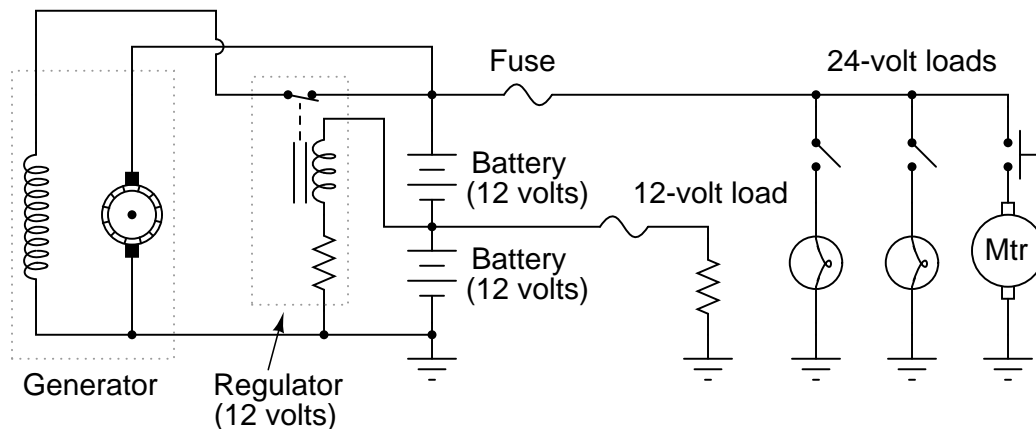 Fuse
24-volt loads
Battery
(12 volts)
12-volt load
Mtr
Battery
(12 volts)
Generator
Regulator
(12 volts)